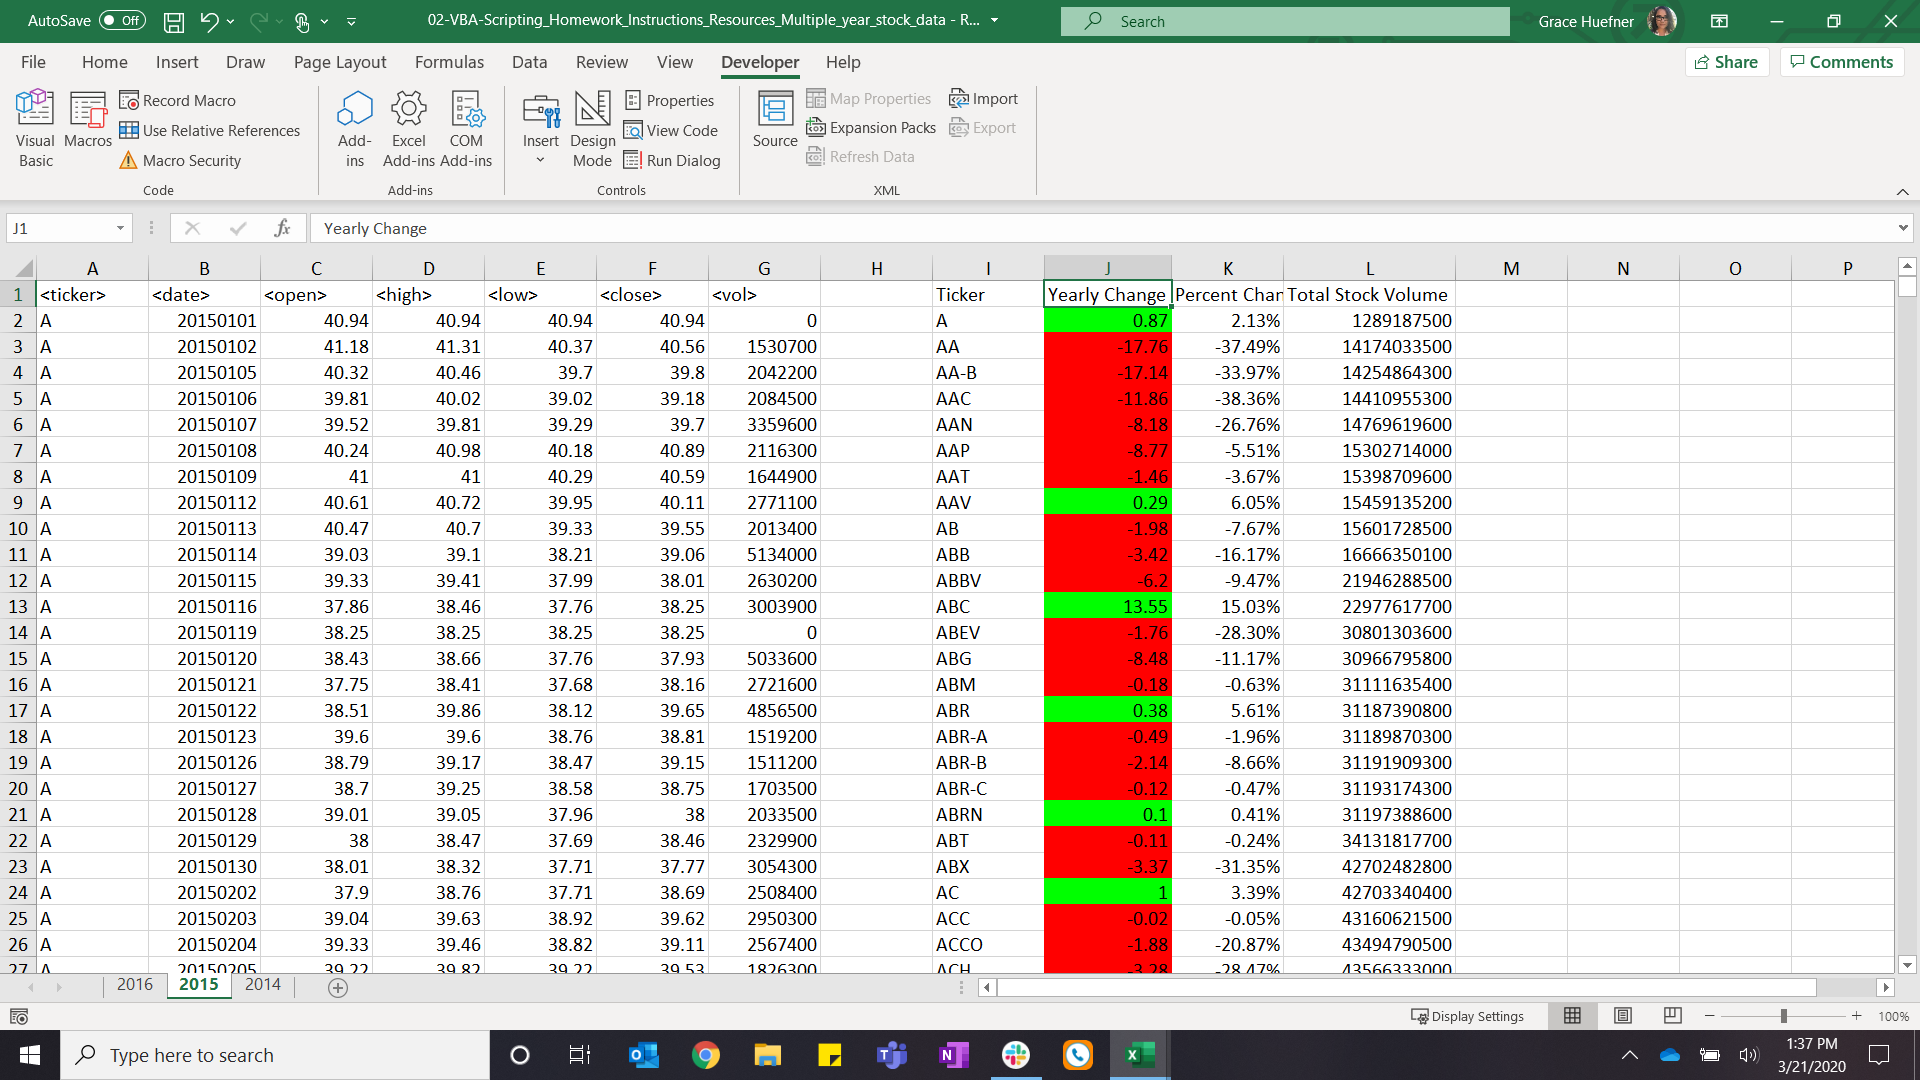 AutoSave Off 02-VBA-Scripting_Homework_Instructions_Resources_Multiple_year_stock_data - R... Search Grace Huefner
File Home Insert Draw Page Layout Formulas Data Review View Developer Help Share Comments
Visual Basic Macros Record Macro Use Relative References Macro Security
Add-ins Excel Add-ins COM Add-ins
Insert Design Mode Properties View Code Run Dialog
Source Map Properties Expansion Packs Refresh Data Import Export
Code Add-ins Controls XML
J1 fx Yearly Change
A B C D E F G H I J K L M N O P
1 <ticker> <date> <open> <high> <low> <close> <vol> Ticker Yearly Change Percent Chan Total Stock Volume
2 A 20150101 40.94 40.94 40.94 40.94 0 A 0.87 2.13% 1289187500
3 A 20150102 41.18 41.31 40.37 40.56 1530700 AA -17.76 -37.49% 14174033500
4 A 20150105 40.32 40.46 39.7 39.8 2042200 AA-B -17.14 -33.97% 14254864300
5 A 20150106 39.81 40.02 39.02 39.18 2084500 AAC -11.86 -38.36% 14410955300
6 A 20150107 39.52 39.81 39.29 39.7 3359600 AAN -8.18 -26.76% 14769619600
7 A 20150108 40.24 40.98 40.18 40.89 2116300 AAP -8.77 -5.51% 15302714000
8 A 20150109 41 41 40.29 40.59 1644900 AAT -1.46 -3.67% 15398709600
9 A 20150112 40.61 40.72 39.95 40.11 2771100 AAV 0.29 6.05% 15459135200
10 A 20150113 40.47 40.7 39.33 39.55 2013400 AB -1.98 -7.67% 15601728500
11 A 20150114 39.03 39.1 38.21 39.06 5134000 ABB -3.42 -16.17% 16666350100
12 A 20150115 39.33 39.41 37.99 38.01 2630200 ABBV -6.2 -9.47% 21946288500
13 A 20150116 37.86 38.46 37.76 38.25 3003900 ABC 13.55 15.03% 22977617700
14 A 20150119 38.25 38.25 38.25 38.25 0 ABEV -1.76 -28.30% 30801303600
15 A 20150120 38.43 38.66 37.76 37.93 5033600 ABG -8.48 -11.17% 30966795800
16 A 20150121 37.75 38.41 37.68 38.16 2721600 ABM -0.18 -0.63% 31111635400
17 A 20150122 38.51 39.86 38.12 39.65 4856500 ABR 0.38 5.61% 31187390800
18 A 20150123 39.6 39.6 38.76 38.81 1519200 ABR-A -0.49 -1.96% 31189870300
19 A 20150126 38.79 39.17 38.47 39.15 1511200 ABR-B -2.14 -8.66% 31191909300
20 A 20150127 38.7 39.25 38.58 38.75 1703500 ABR-C -0.12 -0.47% 31193174300
21 A 20150128 39.01 39.05 37.96 38 2033500 ABRN 0.1 0.41% 31197388600
22 A 20150129 38 38.47 37.69 38.46 2329900 ABT -0.11 -0.24% 34131817700
23 A 20150130 38.01 38.32 37.71 37.77 3054300 ABX -3.37 -31.35% 42702482800
24 A 20150202 37.9 38.76 37.71 38.69 2508400 AC 1 3.39% 42703340400
25 A 20150203 39.04 39.63 38.92 39.62 2950300 ACC -0.02 -0.05% 43160621500
26 A 20150204 39.33 39.46 38.82 39.11 2567400 ACCO -1.88 -20.87% 43494790500
27 A 20150205 39.22 39.82 39.22 39.53 1826300 ACH -3.28 -28.47% 43566333000
2016 2015 2014
Display Settings 100%
Type here to search
1:37 PM
3/21/2020